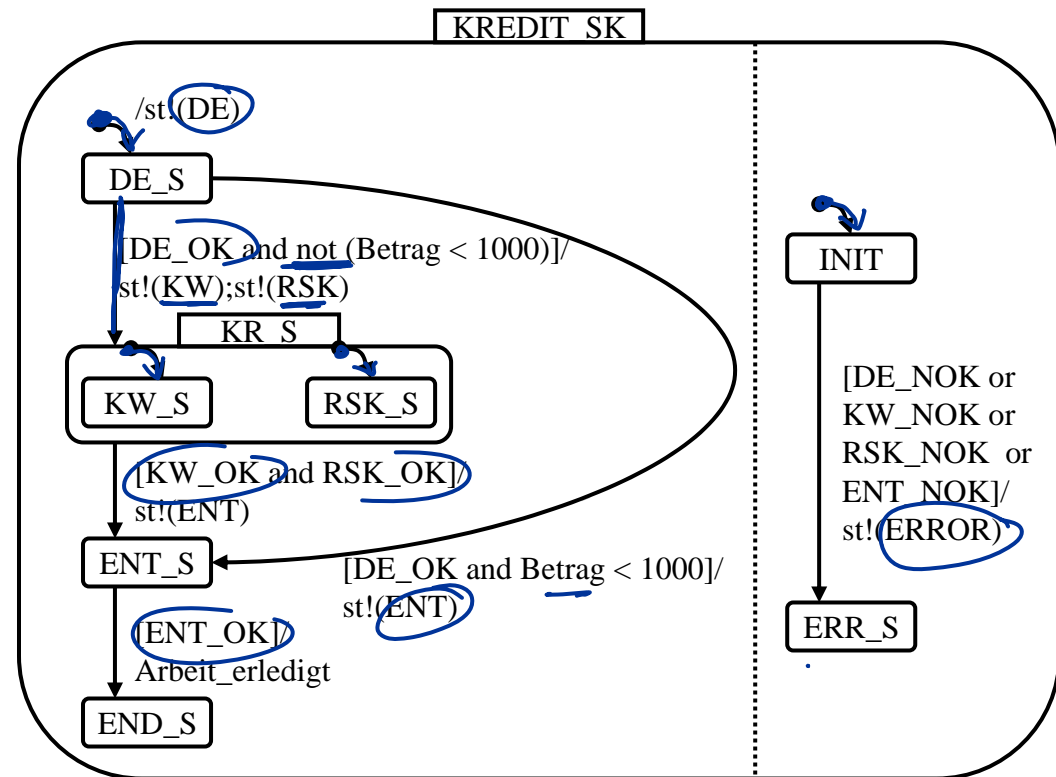 KREDIT_SK
/st!(DE)
DE_S
[DE_OK and not (Betrag < 1000)]/
st!(KW);st!(RSK)
KR_S
KW_S
RSK_S
[KW_OK and RSK_OK]/
st!(ENT)
ENT_S
[DE_OK and Betrag < 1000]/
st!(ENT)
[ENT_OK]/
Arbeit_erledigt
END_S
INIT
[DE_NOK or
KW_NOK or
RSK_NOK or
ENT_NOK]/
st!(ERROR)
ERR_S